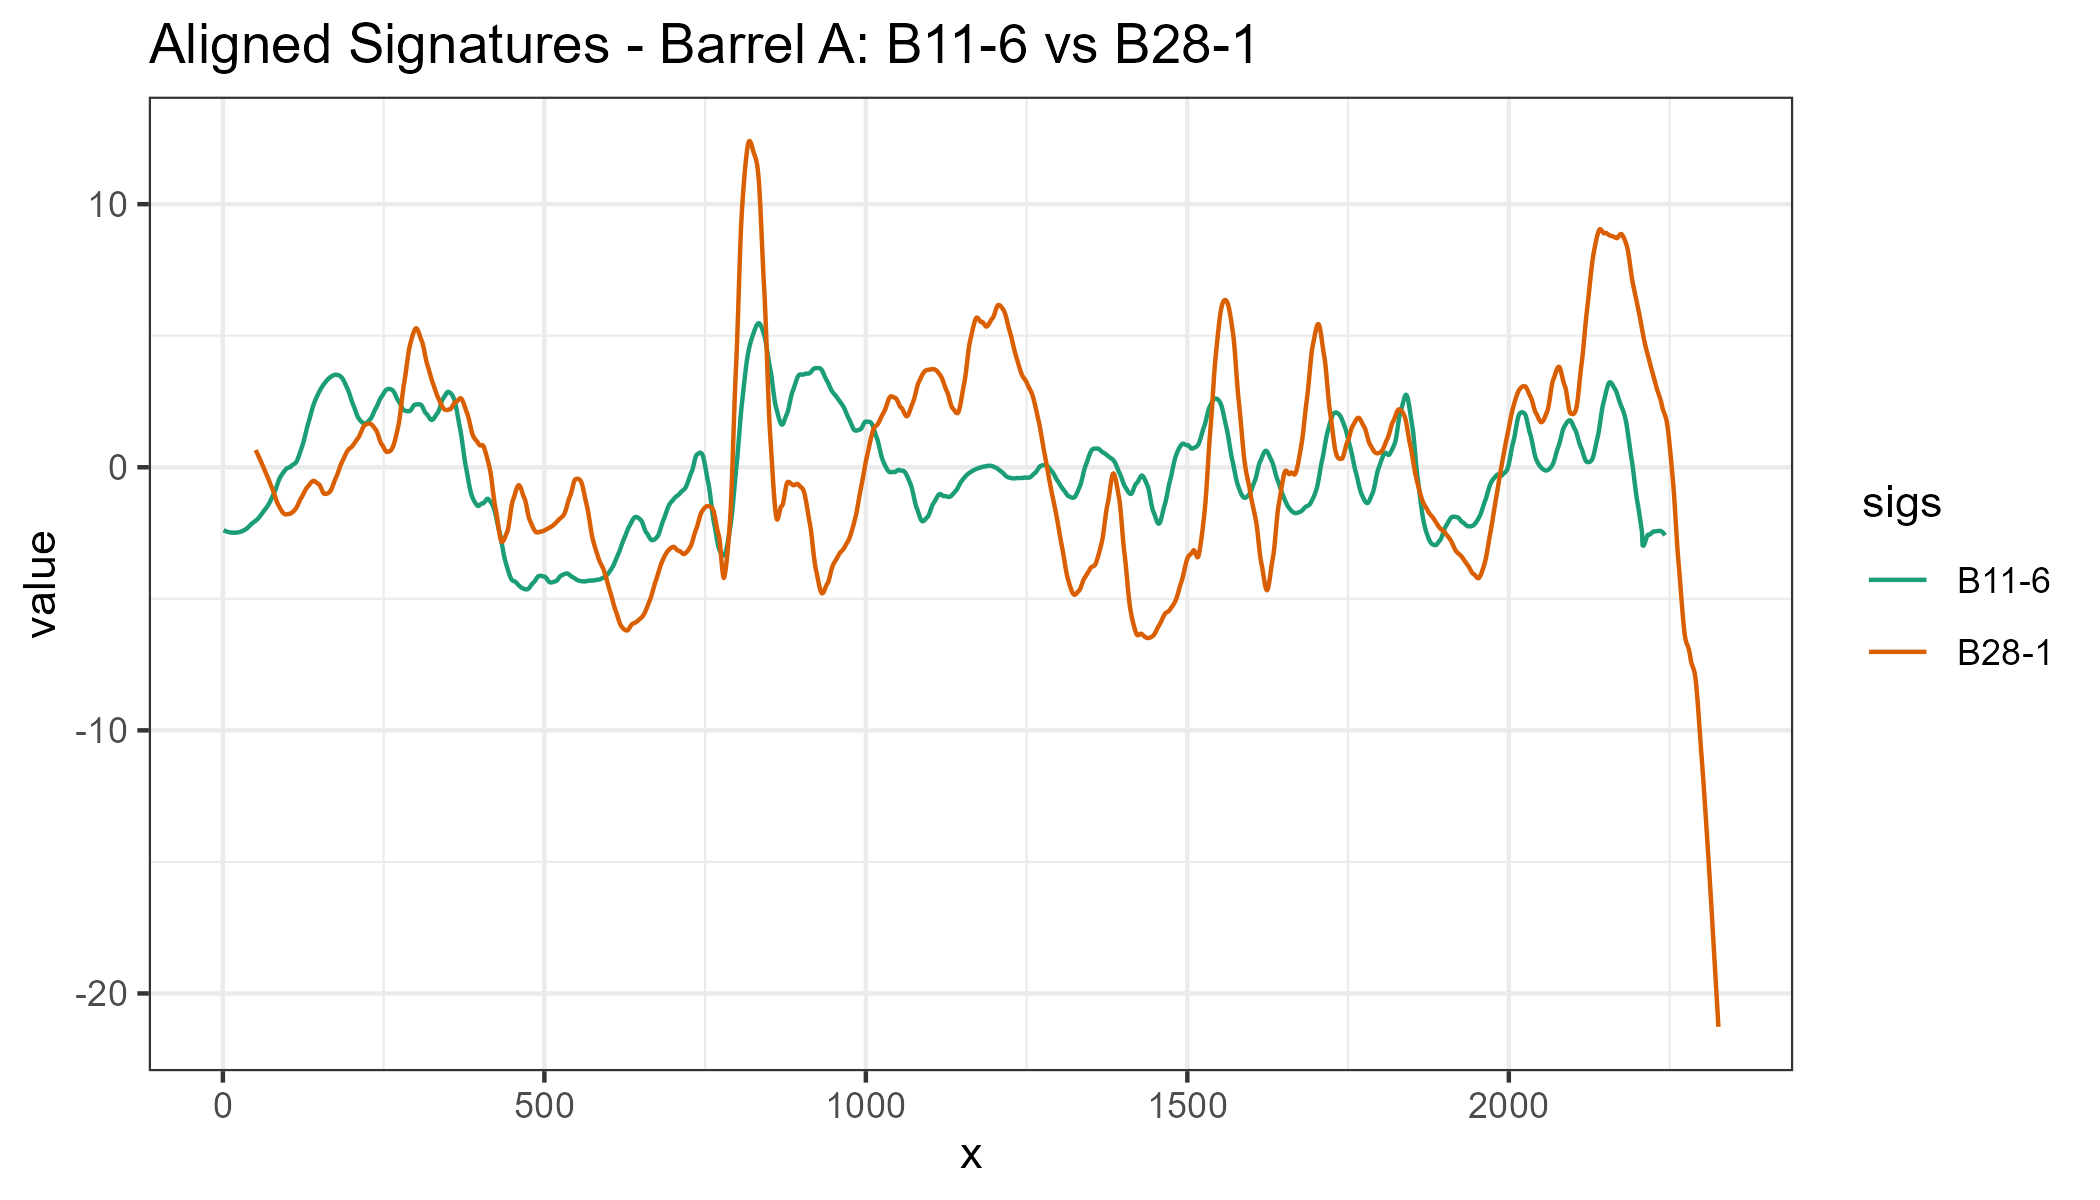 Aligned Signatures - Barrel A: B11-6 vs B28-1
value
10
0
-10
-20
0 500 1000 1500 2000
x
sigs
B11-6
B28-1